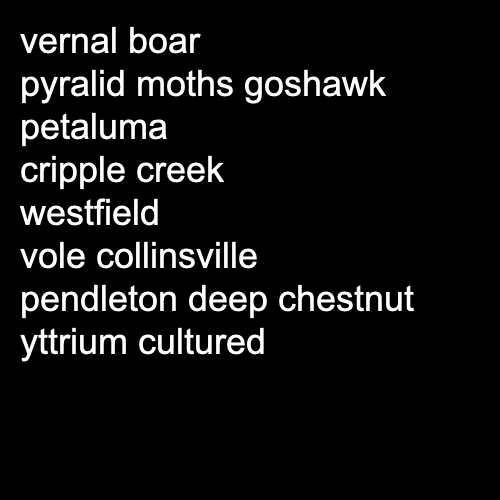 vernal boar
pyralid moths goshawk
petaluma
cripple creek
westfield
vole collinsville
pendleton deep chestnut
yttrium cultured